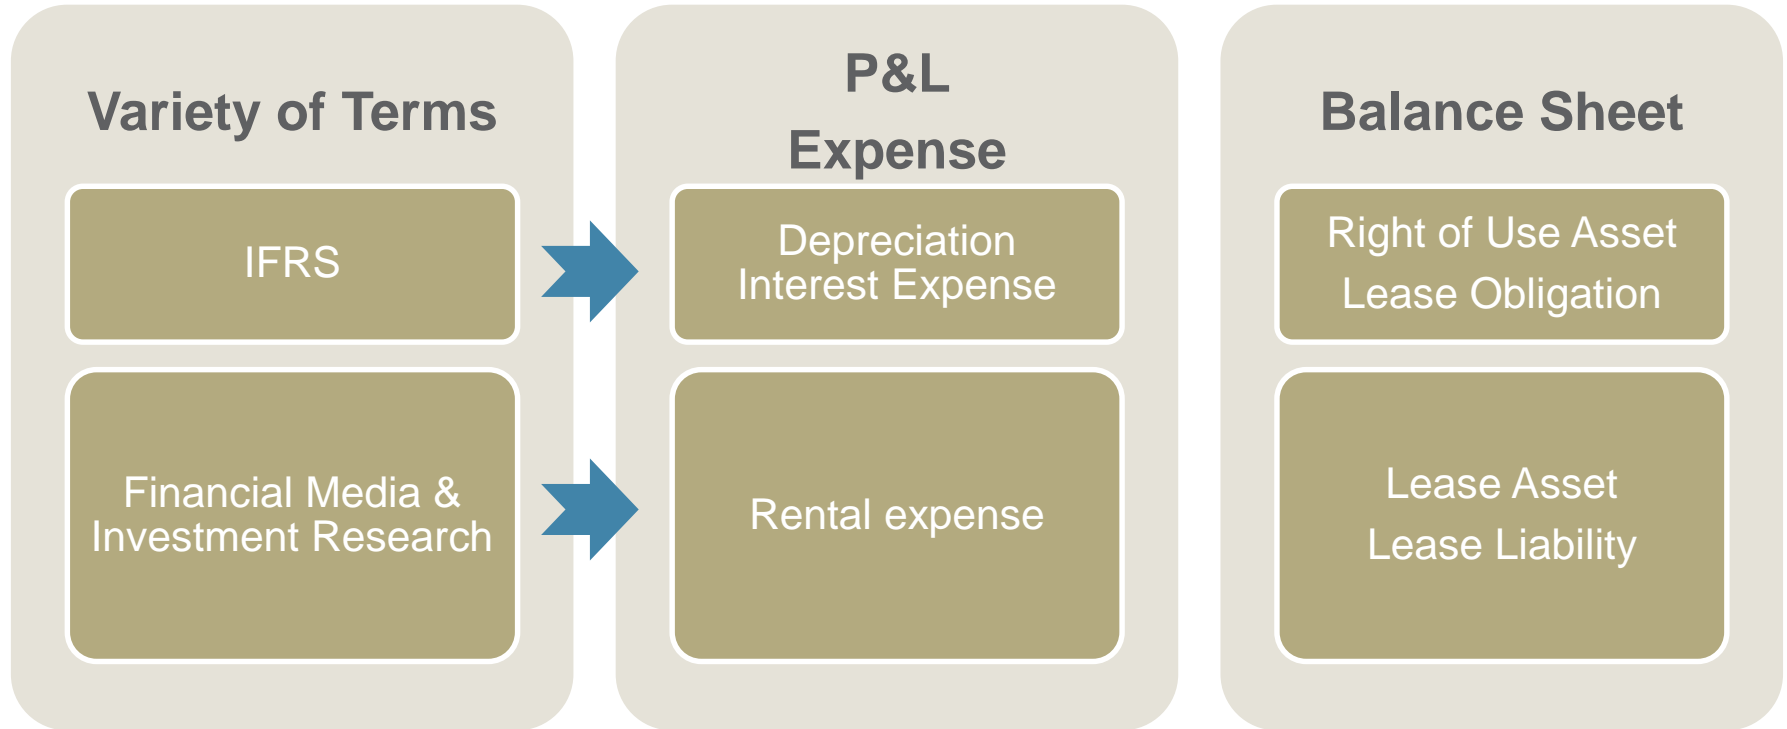 Variety of Terms
IFRS
Financial Media &
Investment Research
P&L
Expense
Depreciation
Interest Expense
Rental expense
Balance Sheet
Right of Use Asset
Lease Obligation
Lease Asset
Lease Liability